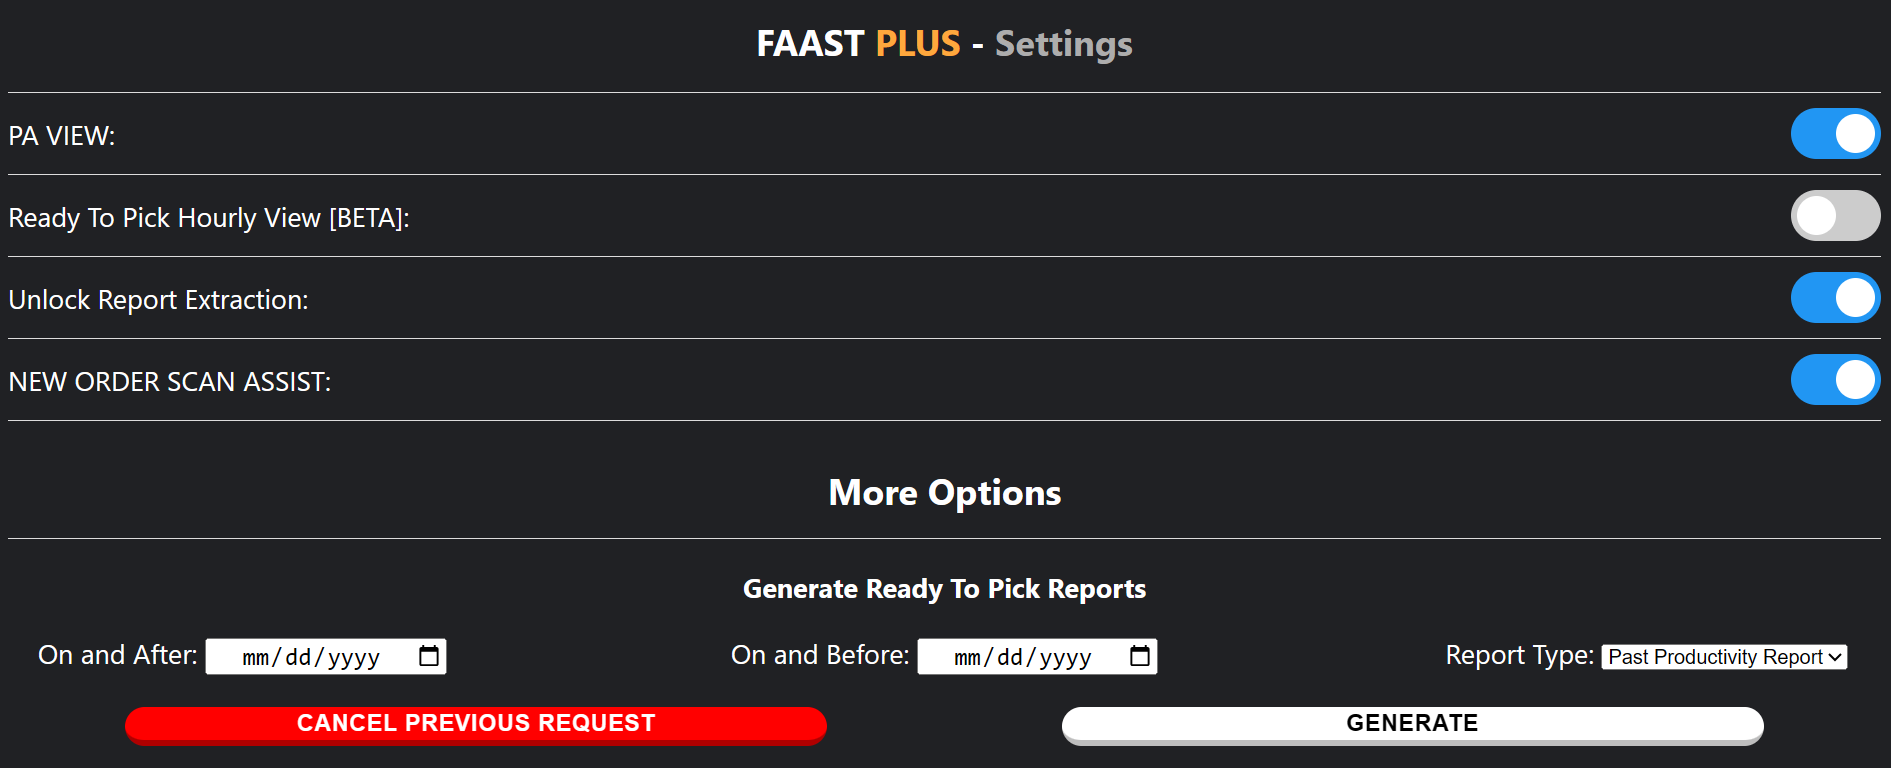 FAAST PLUS - Settings
PA VIEW:
Ready To Pick Hourly View [BETA]:
Unlock Report Extraction:
NEW ORDER SCAN ASSIST:
More Options
Generate Ready To Pick Reports
On and After: mm/dd/yyyy On and Before: mm/dd/yyyy Report Type: Past Productivity Report
CANCEL PREVIOUS REQUEST GENERATE